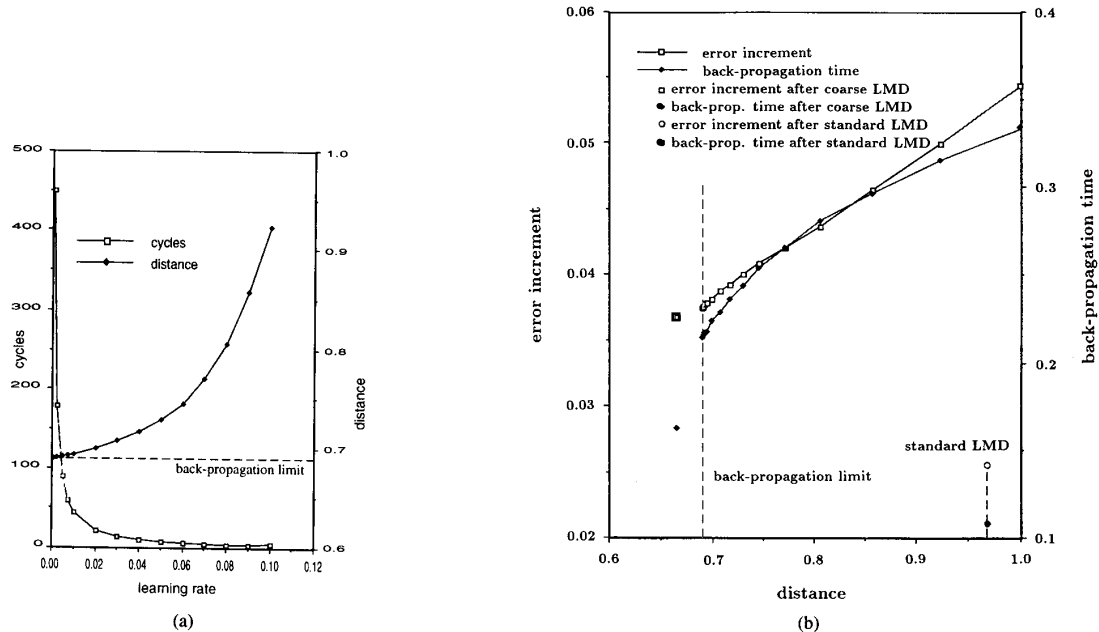 500
400
300
200
100
0
cycles
1.0
0.9
0.8
0.7
0.6
distance
cycles
distance
back-propagation limit
0.00 0.02 0.04 0.06 0.08 0.10 0.12
learning rate
(a)
0.06
0.05
0.04
0.03
0.02
error increment
0.4
0.3
0.2
0.1
back-propagation time
error increment
back-propagation time
error increment after coarse LMD
back-prop. time after coarse LMD
error increment after standard LMD
back-prop. time after standard LMD
standard LMD
back-propagation limit
0.6 0.7 0.8 0.9 1.0
distance
(b)